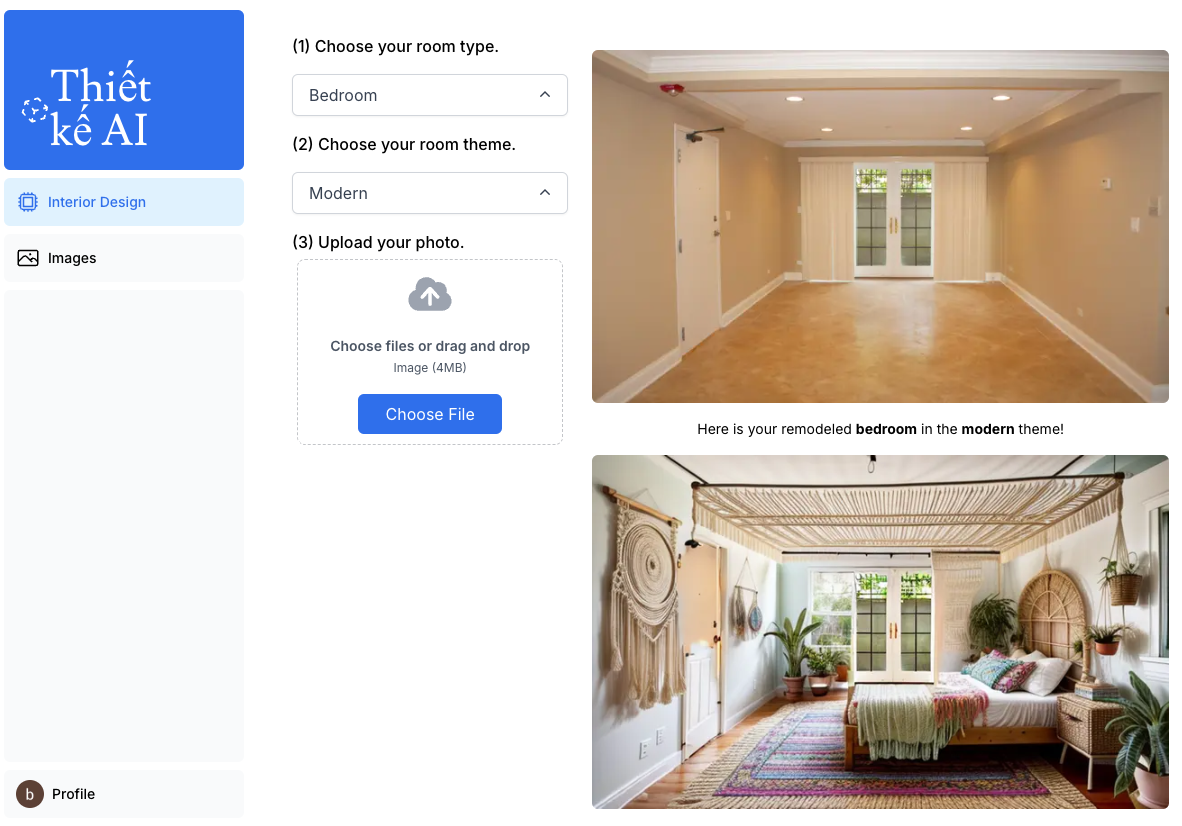 Thiết
kế AI
Interior Design
Images
Profile
b
(1) Choose your room type.
Bedroom
(2) Choose your room theme.
Modern
(3) Upload your photo.
Choose files or drag and drop
Image (4MB)
Choose File
Here is your remodeled bedroom in the modern theme!